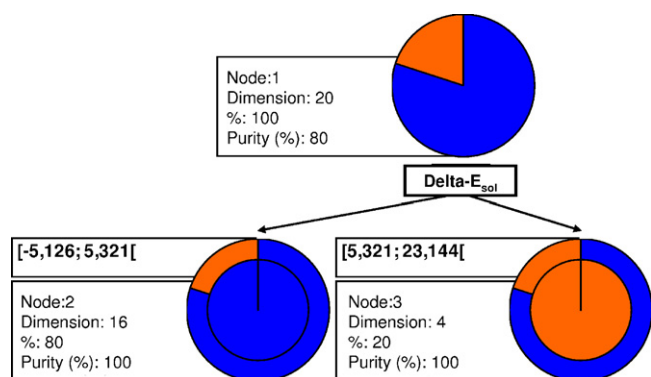 Node:1
Dimension: 20
%: 100
Purity (%): 80
Delta-Esol
[-5,126; 5,321[
Node:2
Dimension: 16
%: 80
Purity (%): 100
[5,321; 23,144[
Node:3
Dimension: 4
%: 20
Purity (%): 100